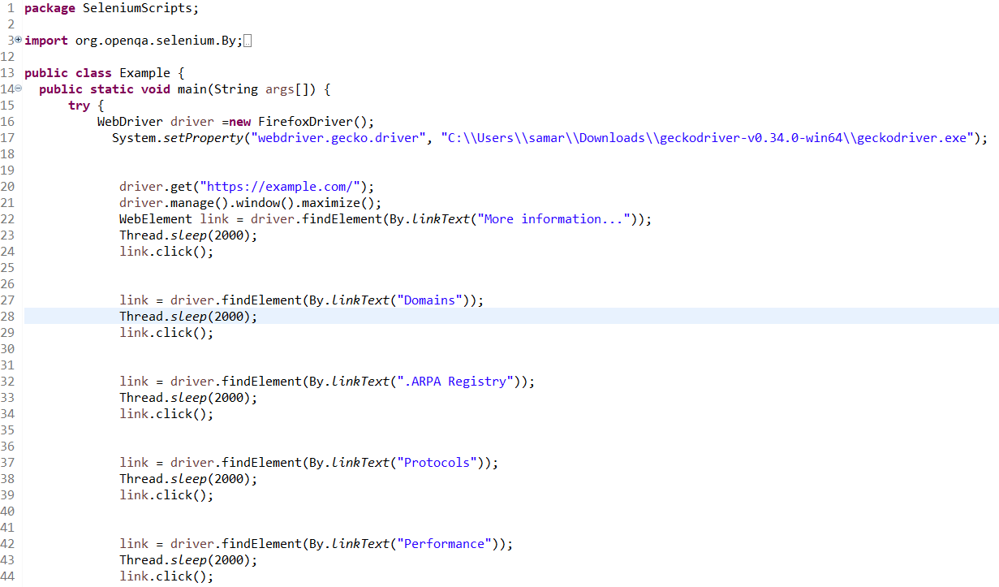 1 package SeleniumScripts;
2
3 import org.openqa.selenium.By;
12
13 public class Example {
14 public static void main(String args[]) {
15 try {
16 WebDriver driver =new FirefoxDriver();
17 System.setProperty("webdriver.gecko.driver", "C:\\Users\\samar\\Downloads\\geckodriver-v0.34.0-win64\\geckodriver.exe");
18
19
20 driver.get("https://example.com/");
21 driver.manage().window().maximize();
22 WebElement link = driver.findElement(By.linkText("More information..."));
23 Thread.sleep(2000);
24 link.click();
25
26
27 link = driver.findElement(By.linkText("Domains"));
28 Thread.sleep(2000);
29 link.click();
30
31
32 link = driver.findElement(By.linkText(".ARPA Registry"));
33 Thread.sleep(2000);
34 link.click();
35
36
37 link = driver.findElement(By.linkText("Protocols"));
38 Thread.sleep(2000);
39 link.click();
40
41
42 link = driver.findElement(By.linkText("Performance"));
43 Thread.sleep(2000);
44 link.click();